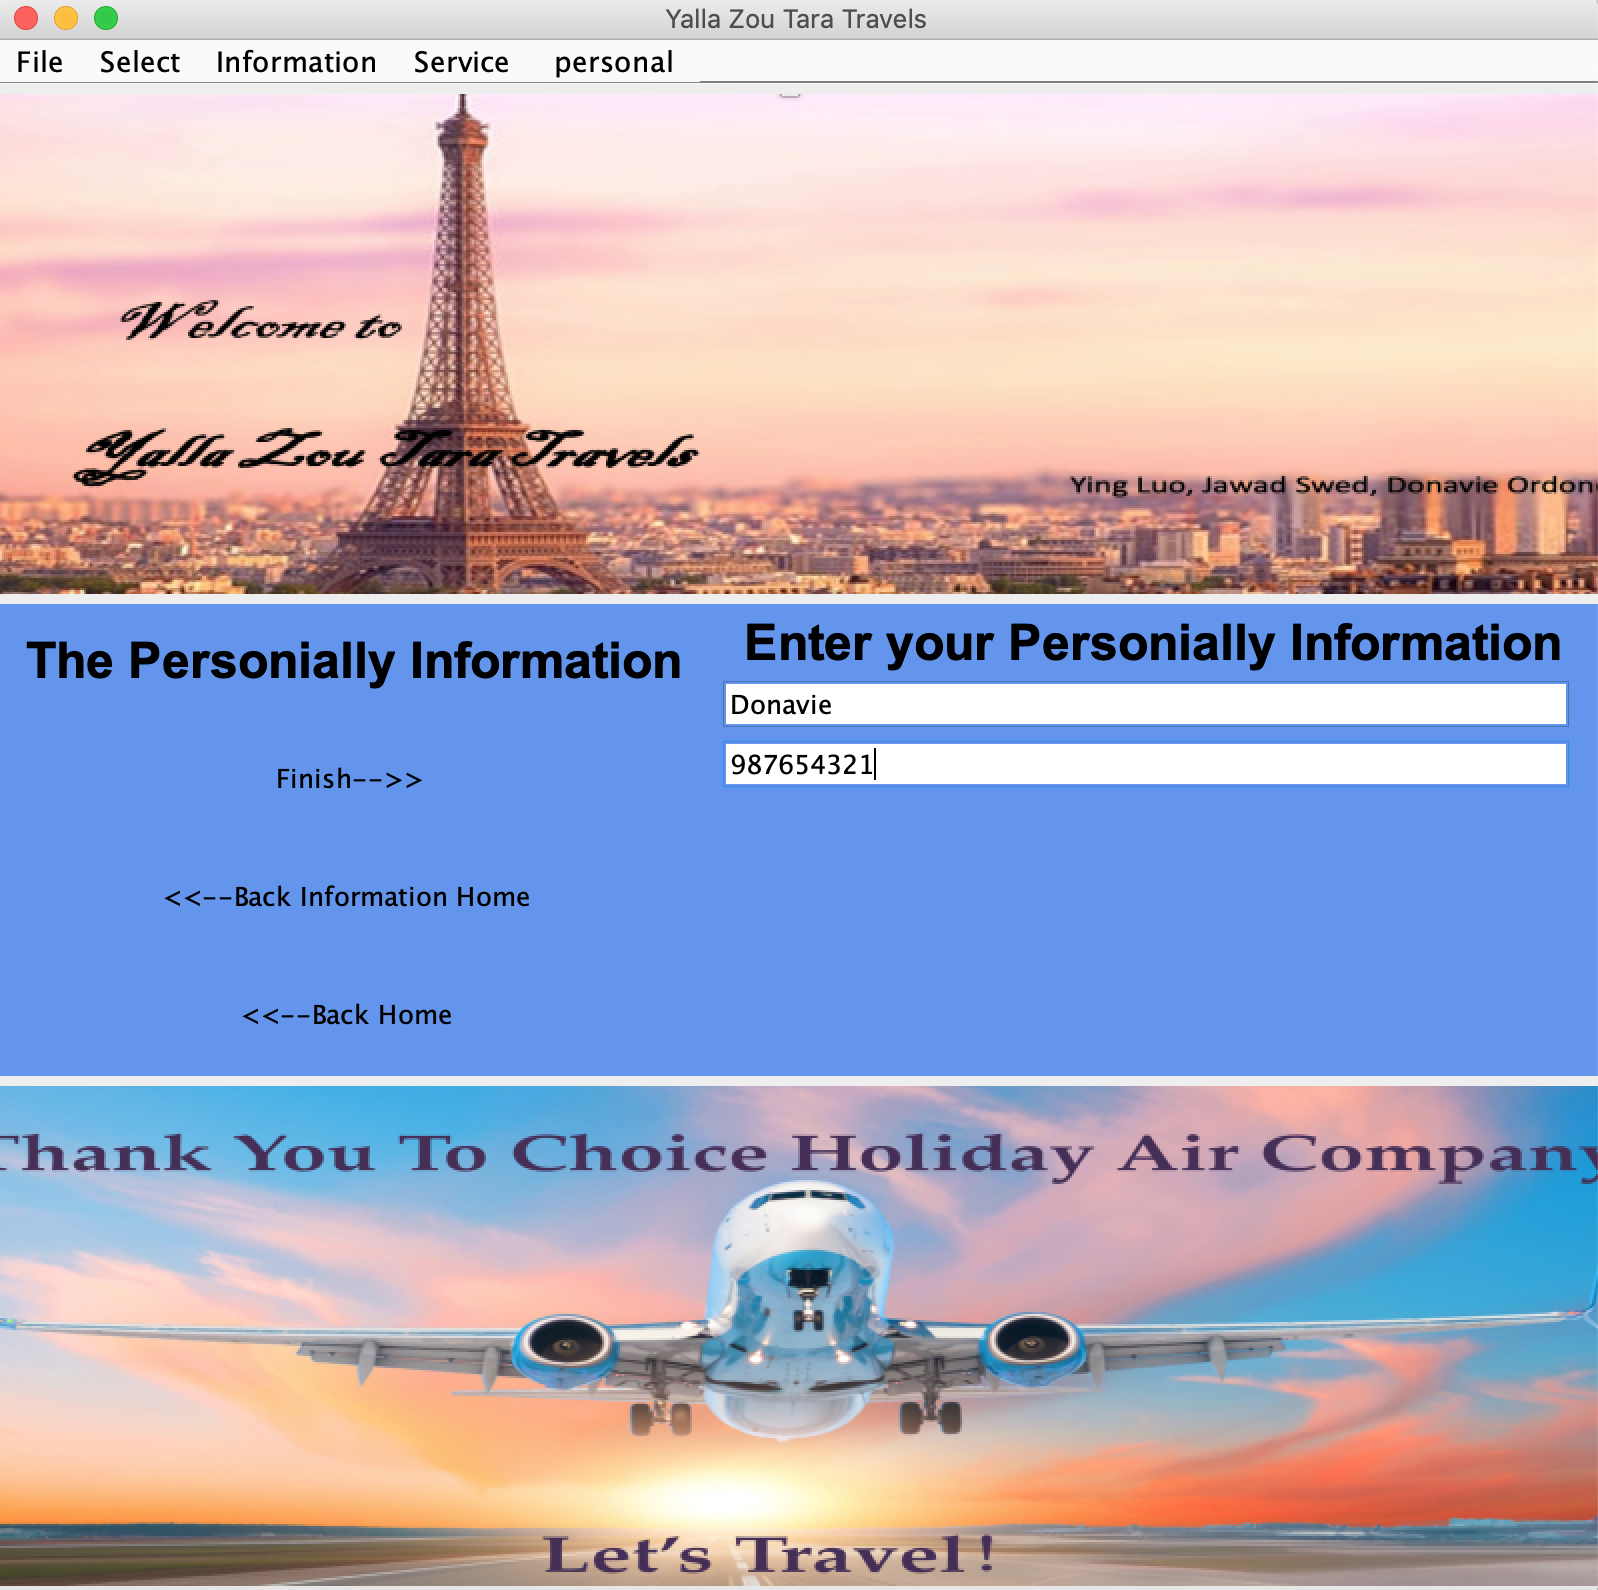 Yalla Zou Tara Travels
File Select Information Service personal
Welcome to
Yalla Zou Tara Travels
Ying Luo, Jawad Swed, Donavie Ordon
The Personially Information
Finish-->>
<<--Back Information Home
<<--Back Home
Enter your Personially Information
Donavie
987654321
Thank You To Choice Holiday Air Company
Let's Travel!